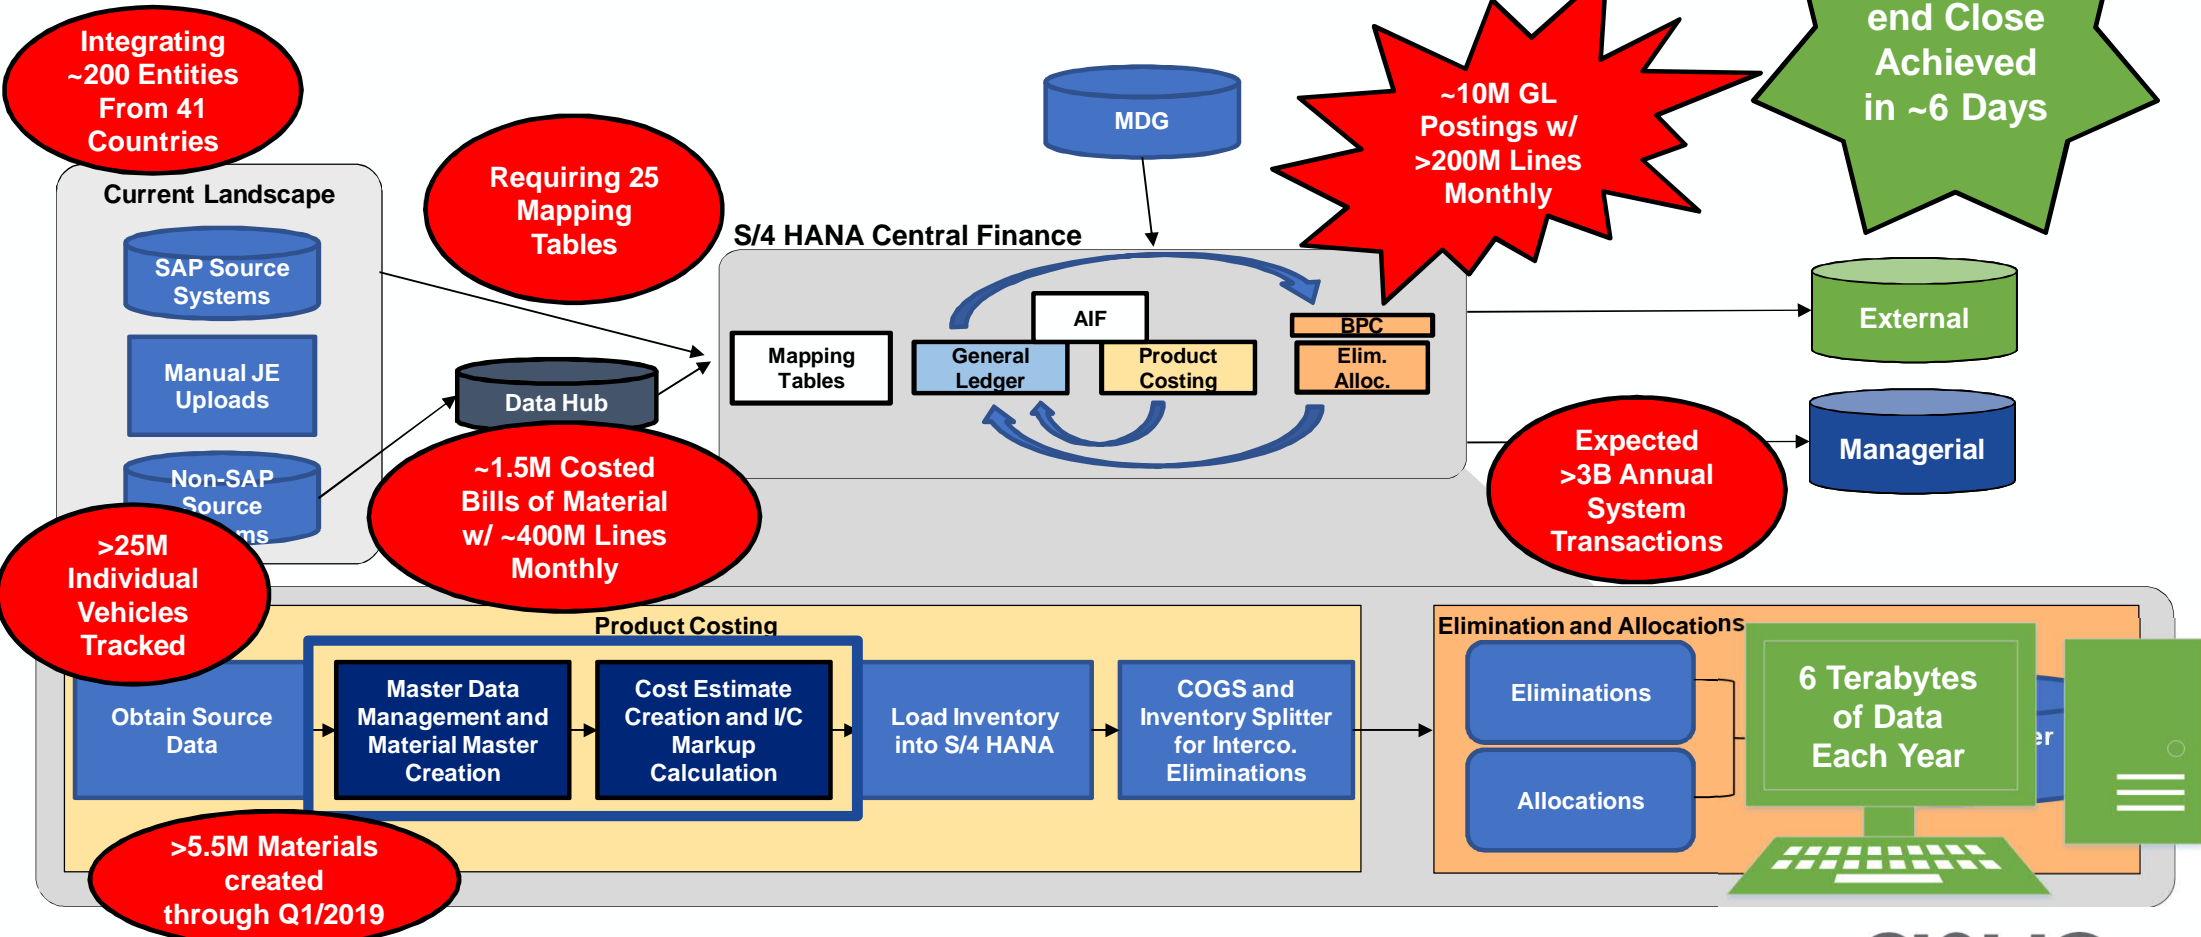 Integrating
~200 Entities
From 41
Countries
end Close
Achieved
in ~6 Days
~10M GL
Postings w/
>200M Lines
Monthly
MDG
Requiring 25
Mapping
Tables
Current Landscape
SAP Source
Systems
Manual JE
Uploads
Non-SAP
Source
ms
S/4 HANA Central Finance
Mapping
Tables
AIF
General
Ledger
Product
Costing
BPC
Elim.
Alloc.
External
Managerial
Data Hub
~1.5M Costed
Bills of Material
w/ ~400M Lines
Monthly
Expected
>3B Annual
System
Transactions
>25M
Individual
Vehicles
Tracked
Product Costing
Obtain Source
Data
Master Data
Management and
Material Master
Creation
Cost Estimate
Creation and I/C
Markup
Calculation
Load Inventory
into S/4 HANA
COGS and
Inventory Splitter
for Interco.
Eliminations
Elimination and Allocations
Eliminations
Allocations
6 Terabytes
of Data
Each Year
er
>5.5M Materials
created
through Q1/2019